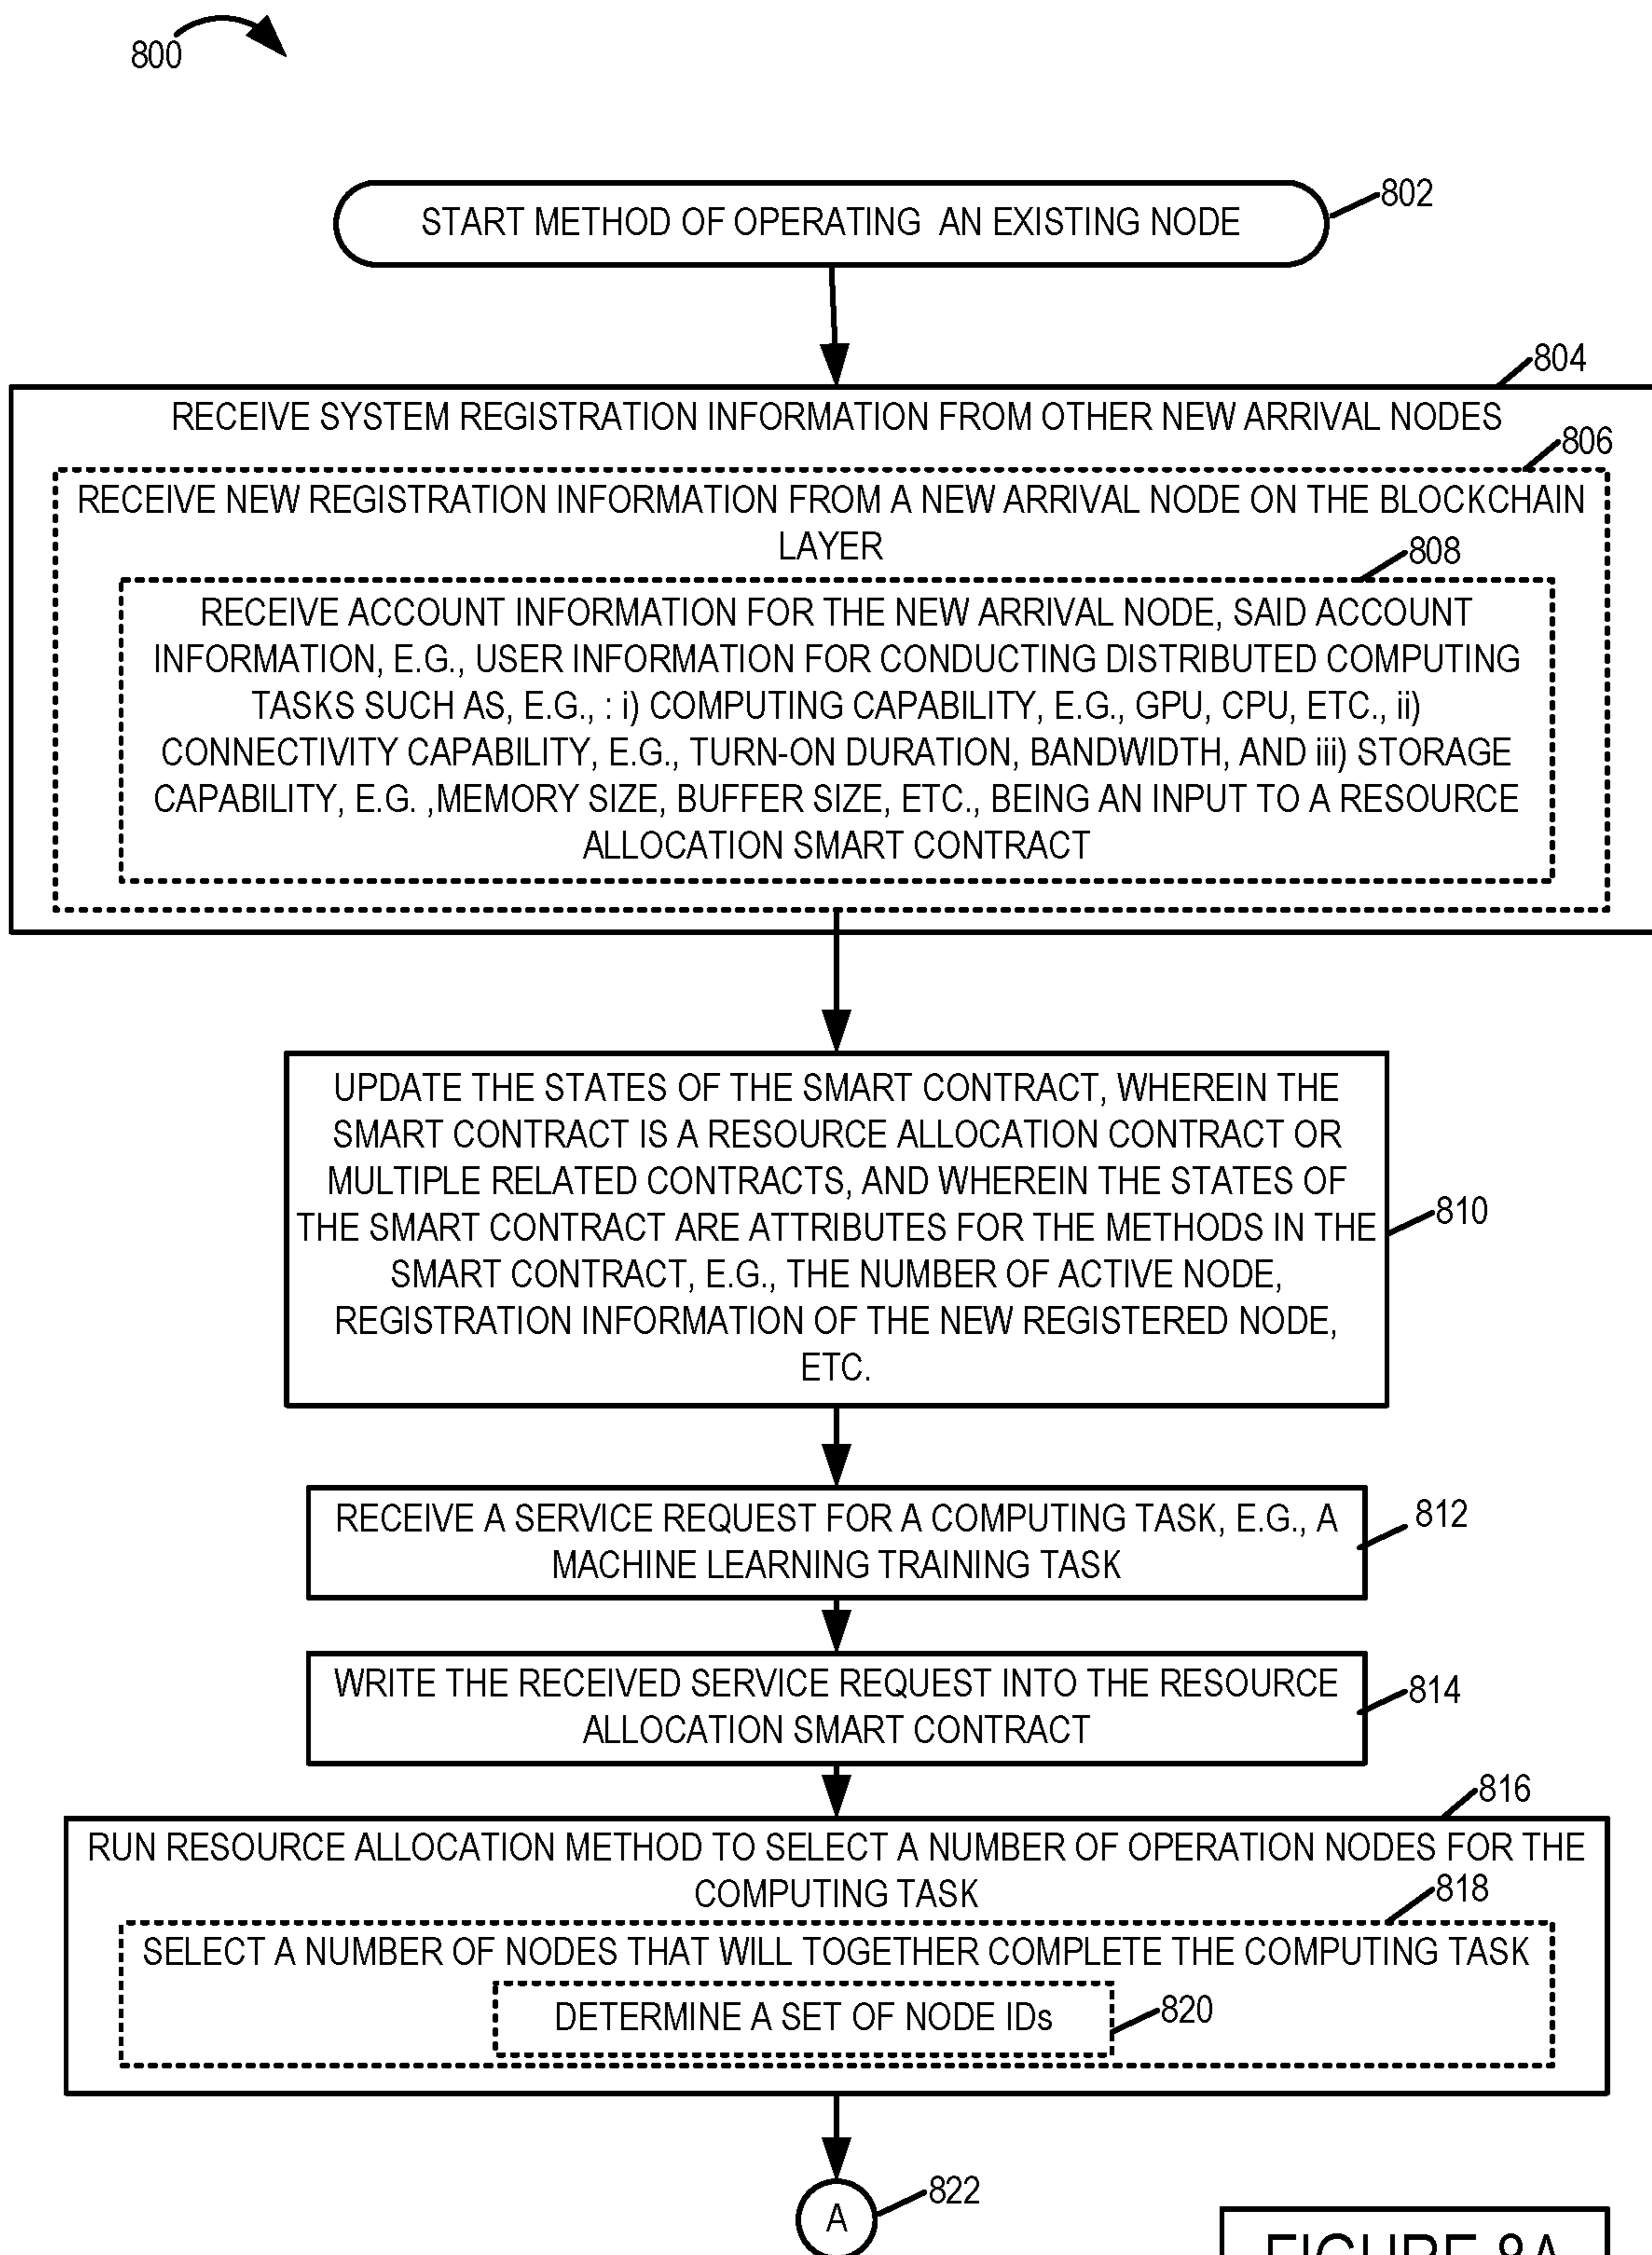 800
START METHOD OF OPERATING AN EXISTING NODE
802
804
RECEIVE SYSTEM REGISTRATION INFORMATION FROM OTHER NEW ARRIVAL NODES
806
RECEIVE NEW REGISTRATION INFORMATION FROM A NEW ARRIVAL NODE ON THE BLOCKCHAIN
LAYER
808
RECEIVE ACCOUNT INFORMATION FOR THE NEW ARRIVAL NODE, SAID ACCOUNT
INFORMATION, E.G., USER INFORMATION FOR CONDUCTING DISTRIBUTED COMPUTING
TASKS SUCH AS, E.G., : i) COMPUTING CAPABILITY, E.G., GPU, CPU, ETC., ii)
CONNECTIVITY CAPABILITY, E.G., TURN-ON DURATION, BANDWIDTH, AND iii) STORAGE
CAPABILITY, E.G. ,MEMORY SIZE, BUFFER SIZE, ETC., BEING AN INPUT TO A RESOURCE
ALLOCATION SMART CONTRACT
UPDATE THE STATES OF THE SMART CONTRACT, WHEREIN THE
SMART CONTRACT IS A RESOURCE ALLOCATION CONTRACT OR
MULTIPLE RELATED CONTRACTS, AND WHEREIN THE STATES OF
THE SMART CONTRACT ARE ATTRIBUTES FOR THE METHODS IN THE
SMART CONTRACT, E.G., THE NUMBER OF ACTIVE NODE,
REGISTRATION INFORMATION OF THE NEW REGISTERED NODE,
ETC.
810
RECEIVE A SERVICE REQUEST FOR A COMPUTING TASK, E.G., A
MACHINE LEARNING TRAINING TASK
812
WRITE THE RECEIVED SERVICE REQUEST INTO THE RESOURCE
ALLOCATION SMART CONTRACT
814
816
RUN RESOURCE ALLOCATION METHOD TO SELECT A NUMBER OF OPERATION NODES FOR THE
COMPUTING TASK
818
SELECT A NUMBER OF NODES THAT WILL TOGETHER COMPLETE THE COMPUTING TASK
DETERMINE A SET OF NODE IDs
820
A
822
FIGURE 8A